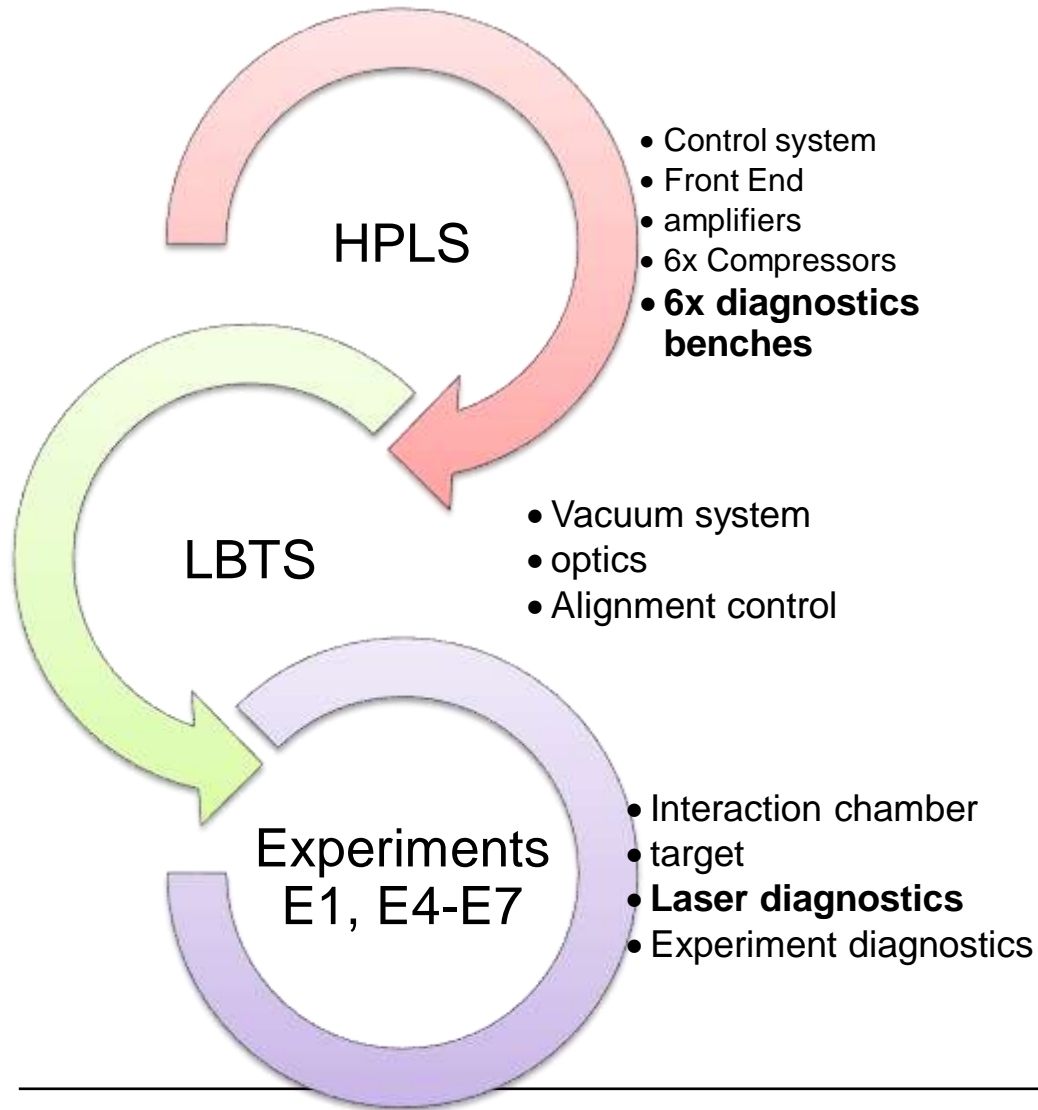 HPLS
• Control system
• Front End
• amplifiers
• 6x Compressors
• 6x diagnostics
benches
LBTS
• Vacuum system
• optics
• Alignment control
Experiments
E1, E4-E7
• Interaction chamber
• target
• Laser diagnostics
• Experiment diagnostics